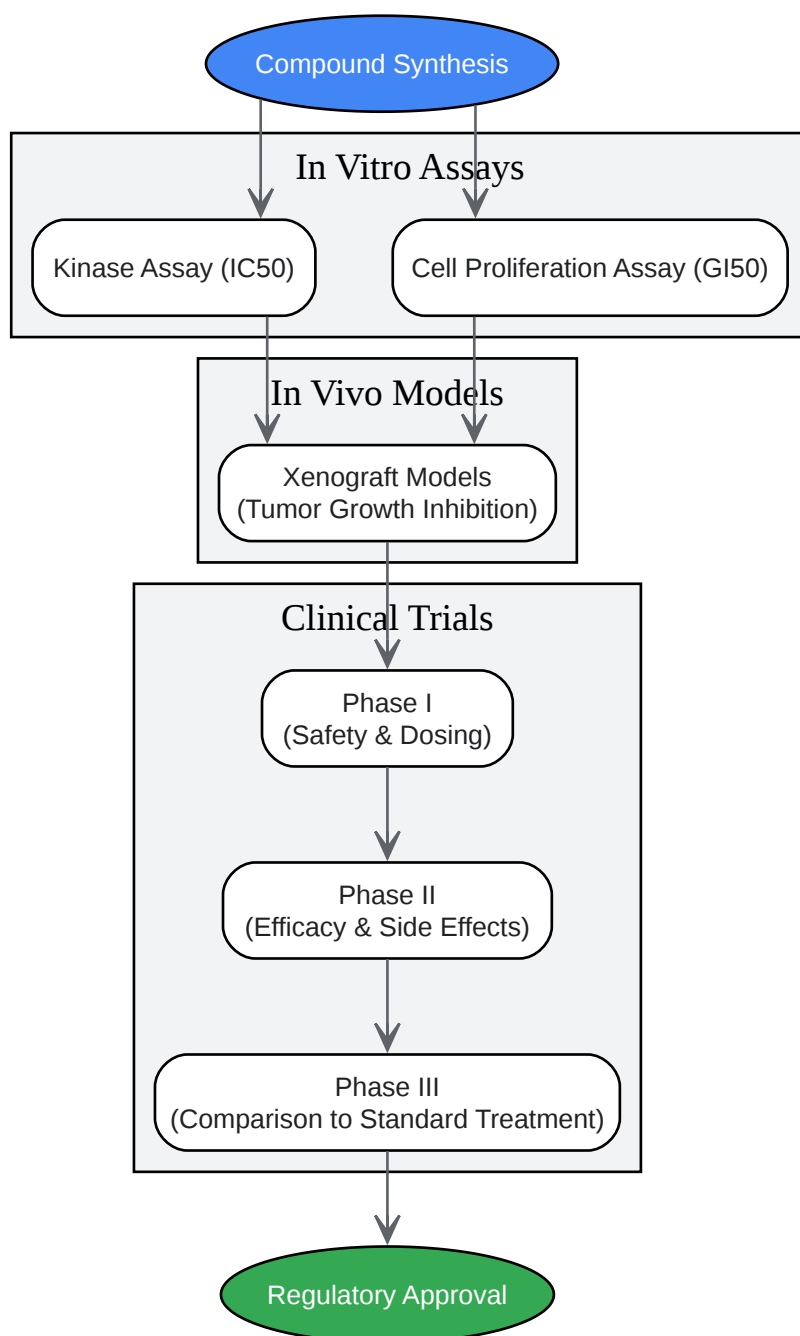 Compound Synthesis
In Vitro Assays
Kinase Assay (IC50)
Cell Proliferation Assay (GI50)
In Vivo Models
Xenograft Models
(Tumor Growth Inhibition)
Clinical Trials
Phase I
(Safety & Dosing)
Phase II
(Efficacy & Side Effects)
Phase III
(Comparison to Standard Treatment)
Regulatory Approval